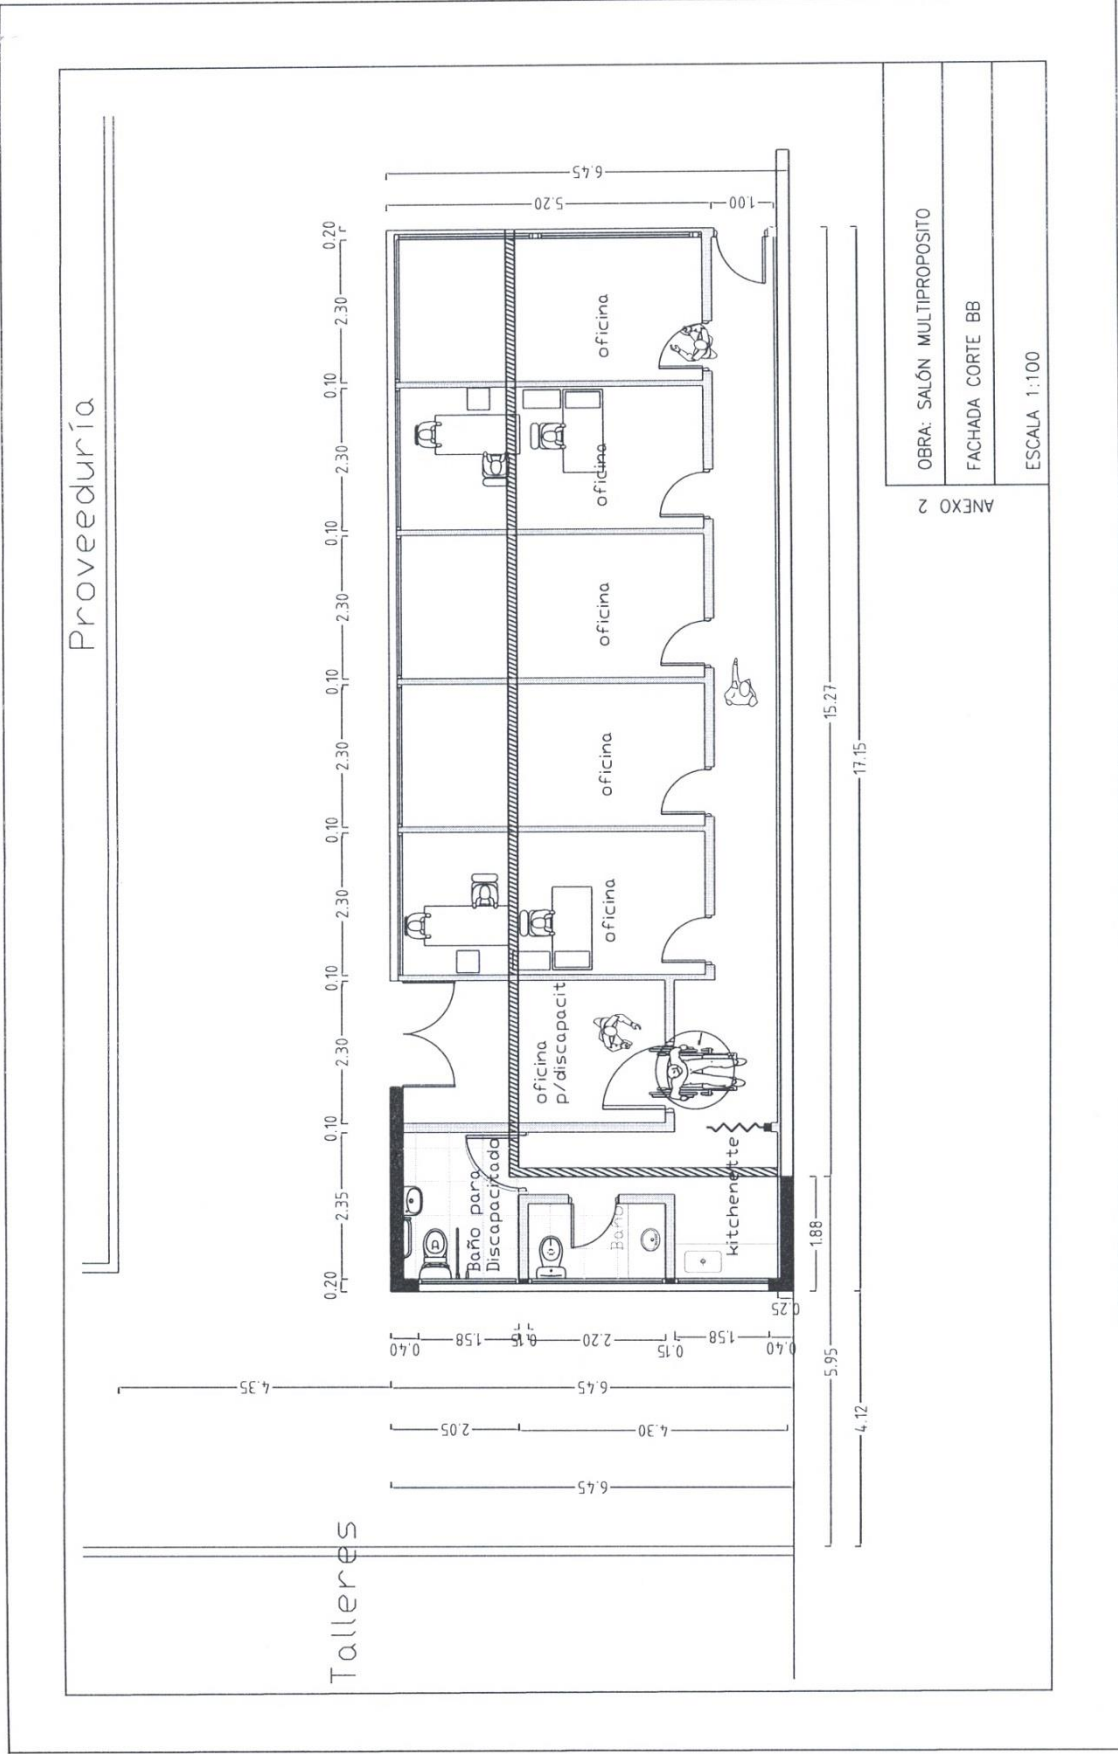 Proveeduría
0.20
2.35
0.10
2.30
0.10
2.30
0.10
2.30
0.10
2.30
0.10
2.30
0.10
2.30
0.20
Talleres
4.35
6.45
2.05
4.30
6.45
0.40
1.58
0.15
2.20
0.15
1.58
0.40
0.25
Baño para
Discapacitado
Baño
kitchenette
oficina
p/discapacit
oficina
oficina
oficina
oficina
oficina
5.20
1.00
6.45
1.88
15.27
5.95
17.15
4.12
ANEXO 2
OBRA: SALÓN MULTIPROPOSITO
FACHADA CORTE BB
ESCALA 1:100